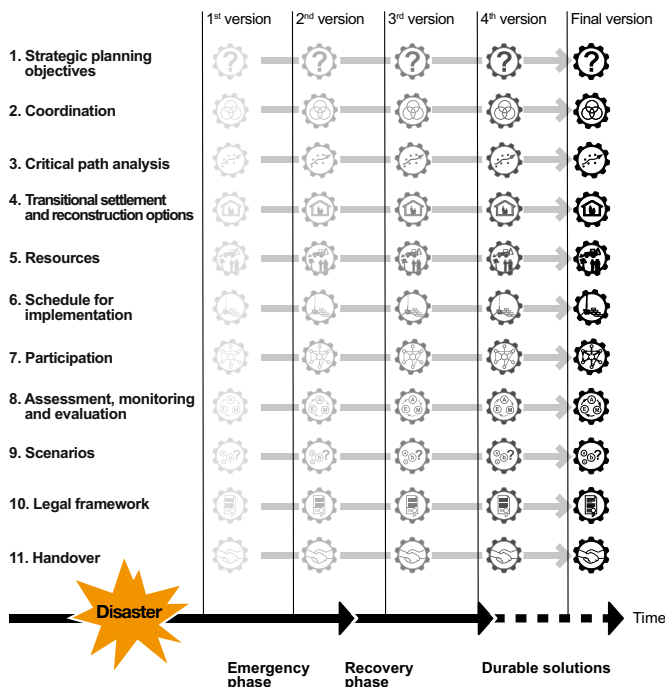 1st version 2nd version 3rd version 4th version Final version
1. Strategic planning
objectives
2. Coordination
3. Critical path analysis
4. Transitional settlement
and reconstruction options
5. Resources
6. Schedule for
implementation
7. Participation
8. Assessment, monitoring
and evaluation
A
E M
A
E M
A
E M
A
E M
9. Scenarios
10. Legal framework
11. Handover
Disaster
Time
Emergency
phase
Recovery
phase
Durable solutions